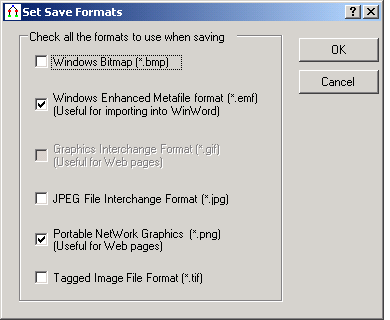 Set Save Formats
Check all the formats to use when saving
OK
Windows Bitmap (*.bmp)
Cancel
Windows Enhanced Metafile format (*.emf)
(Useful for importing into WinWord)
Graphics Interchange Format (*.gif)
(Useful for Web pages)
JPEG File Interchange Format (*.jpg)
Portable NetWork Graphics (*.png)
(Useful for Web pages)
Tagged Image File Format (*.tif)